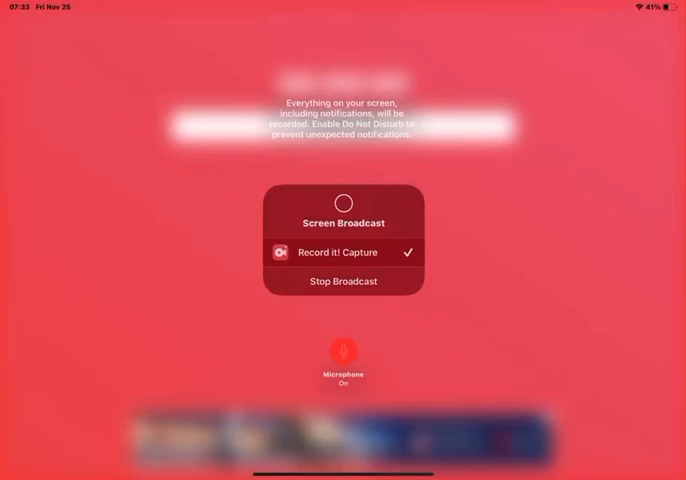 07:33 Fri Nov 25 41%
Everything on your screen,
including notifications, will be
recorded. Enable Do Not Disturb to
prevent unexpected notifications.
Screen Broadcast
Record it! Capture
Stop Broadcast
Microphone
On